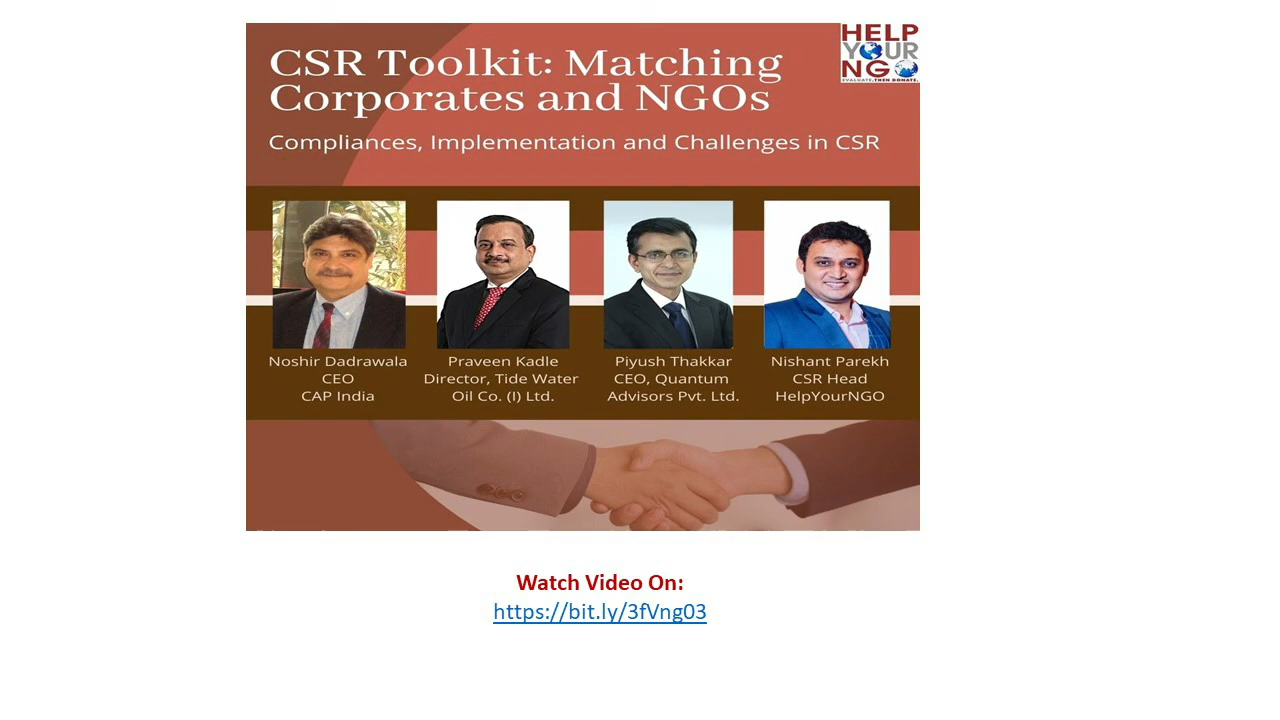 HELP
YOUR
NGO
EVALUATE.THEN DONATE.
CSR Toolkit: Matching
Corporates and NGOs
Compliances, Implementation and Challenges in CSR
Noshir Dadrawala
CEO
CAP India
Praveen Kadle
Director, Tide Water
Oil Co. (I) Ltd.
Piyush Thakkar
CEO, Quantum
Advisors Pvt. Ltd.
Nishant Parekh
CSR Head
HelpYourNGO
Watch Video On:
https://bit.ly/3fVng03